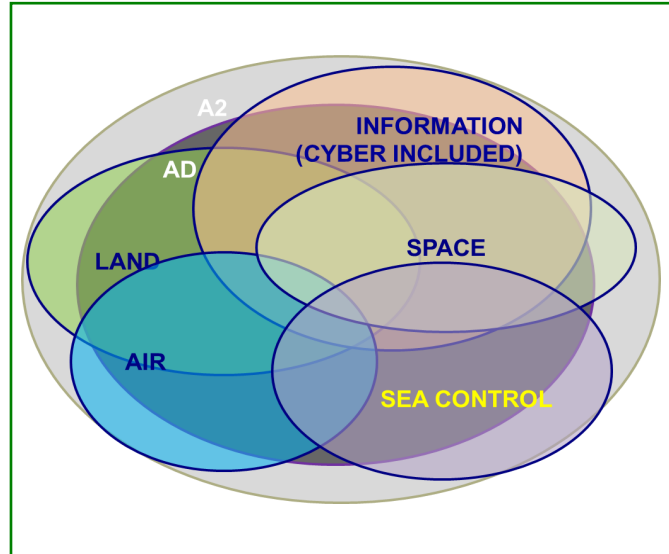 A2
INFORMATION
(CYBER INCLUDED)
AD
SPACE
LAND
AIR
SEA CONTROL